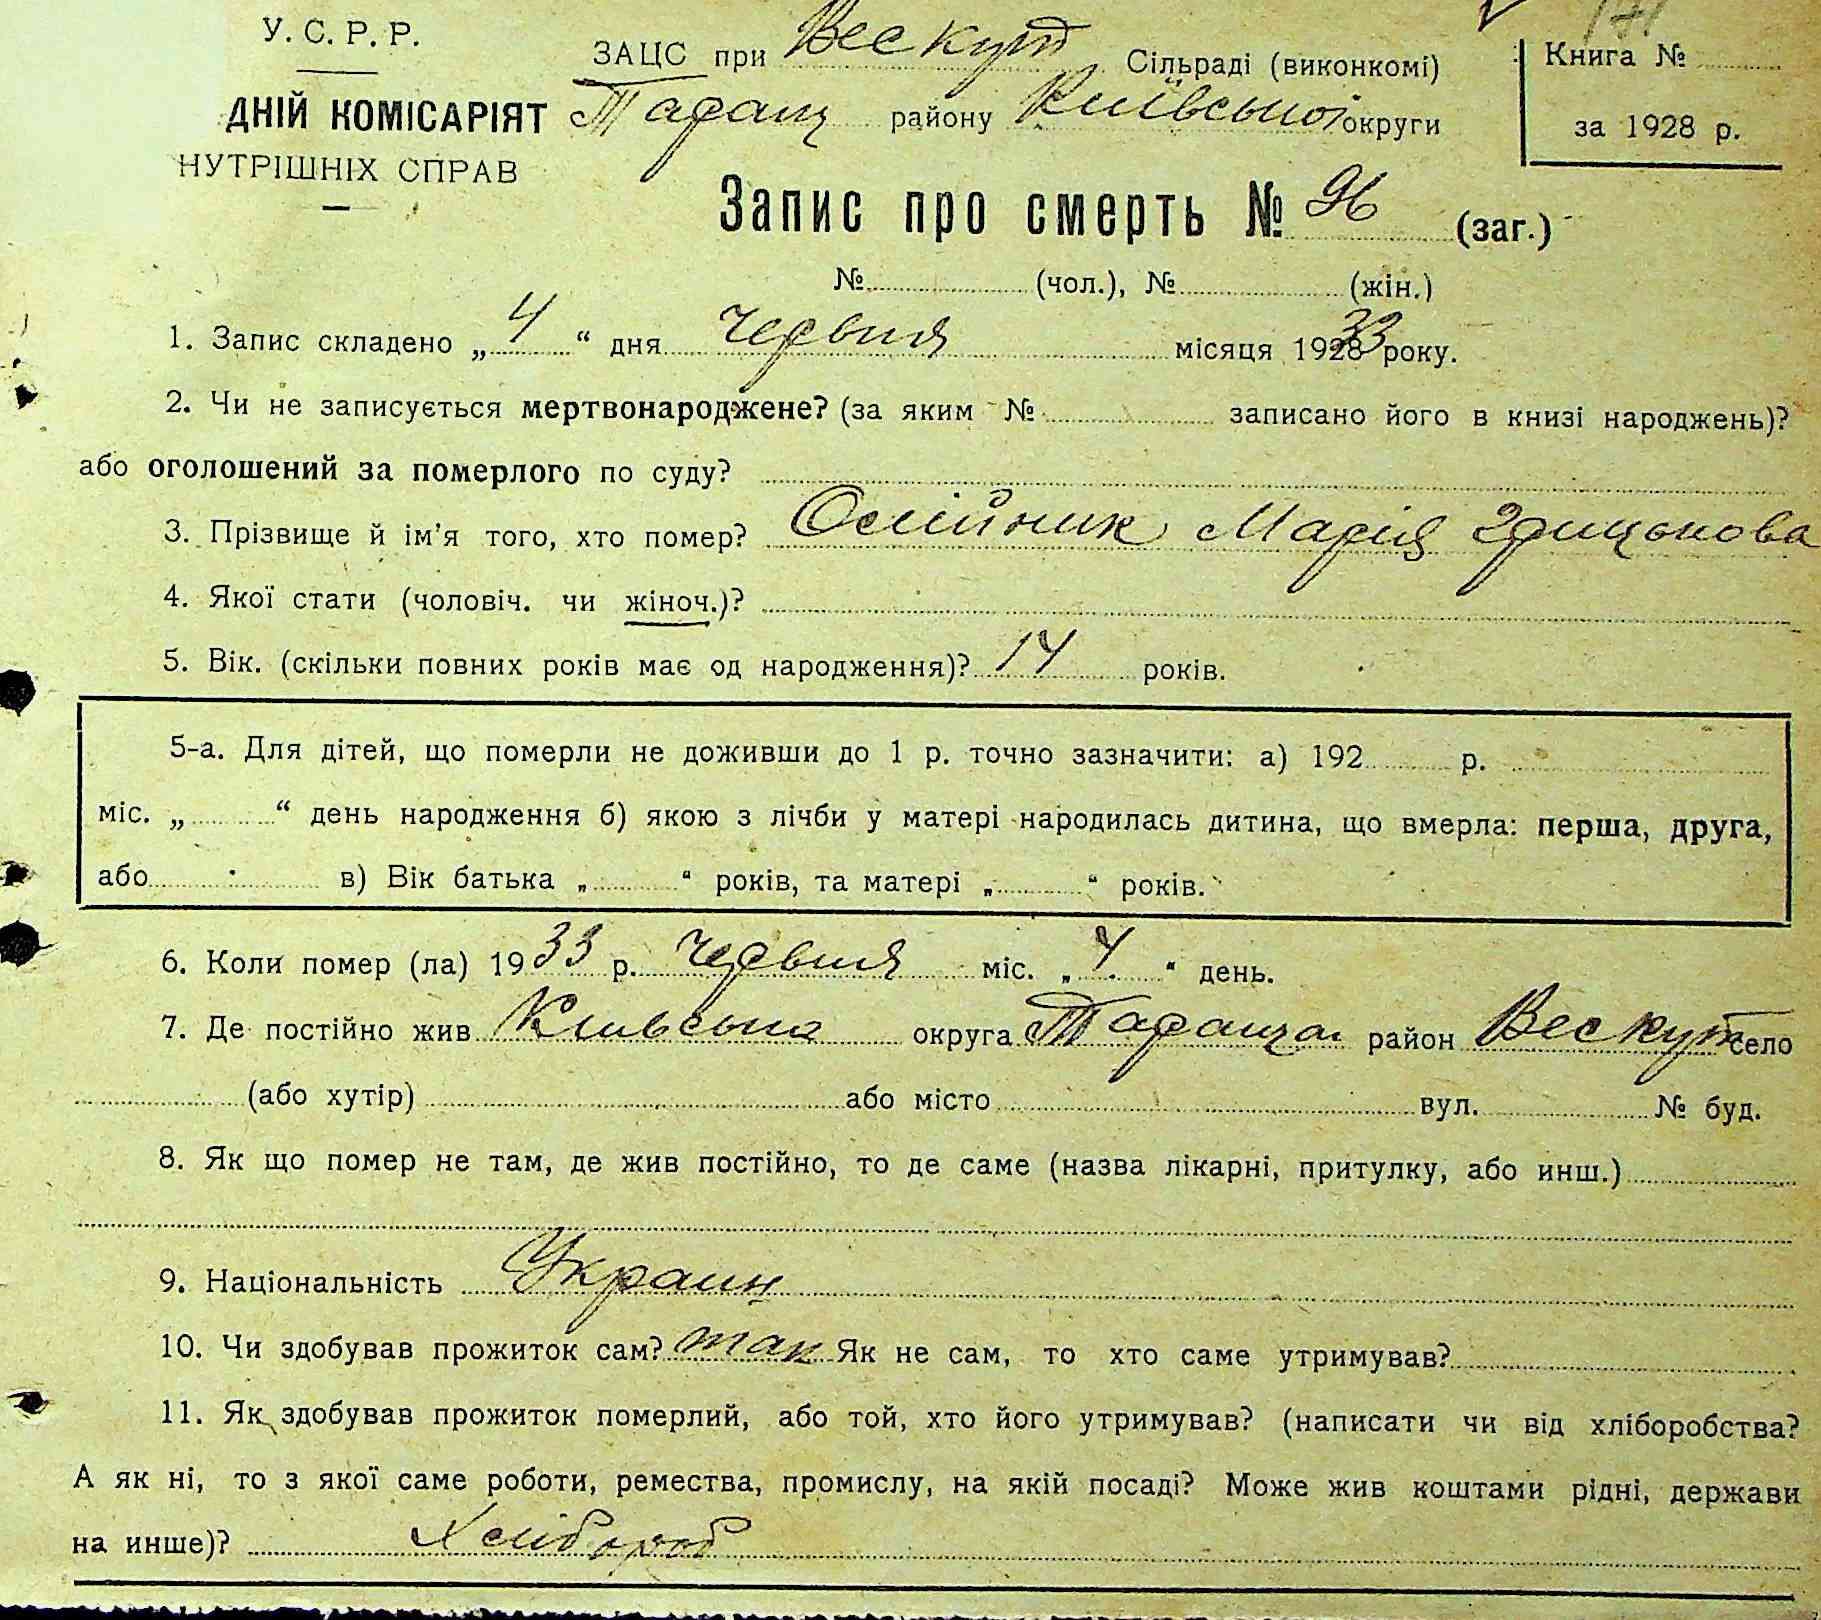 У. С. Р. Р.
ЗАЦС при Вескут Сільраді (виконкомі)
Книга №
ДНІЙ КОМІСАРІЯТ
Таращ району Київської округи
за 1928 р.
НУТРІШНІХ СПРАВ
Запис про смерть № 96 (заг.)
№ (чол.), № (жін.)
1. Запис складено „ 4 “ дня червня місяця 192833 року.
2. Чи не записується мертвонароджене? (за яким № записано його в книзі народжень)?
або оголошений за померлого по суду?
3. Прізвище й ім'я того, хто помер? Олійник Марія Грицькова
4. Якої стати (чоловіч. чи жіноч.)?
5. Вік. (скільки повних років має од народження)? 14 років.
5-а. Для дітей, що померли не доживши до 1 р. точно зазначити: а) 192 р.
міс. „ “ день народження б) якою з лічби у матері народилась дитина, що вмерла: перша, друга,
або в) Вік батька „ “ років, та матері „ “ років.
6. Коли помер (ла) 1933 р. червня міс. „ 4. “ день.
7. Де постійно жив Київська округа Тараща район Вескут село
(або хутір) або місто вул. № буд.
8. Як що помер не там, де жив постійно, то де саме (назва лікарні, притулку, або инш.)
9. Національність Украин
10. Чи здобував прожиток сам? так Як не сам, то хто саме утримував?
11. Як здобував прожиток померлий, або той, хто його утримував? (написати чи від хліборобства?
А як ні, то з якої саме роботи, ремества, промислу, на якій посаді? Може жив коштами рідні, держави
на инше)? Хлібороб